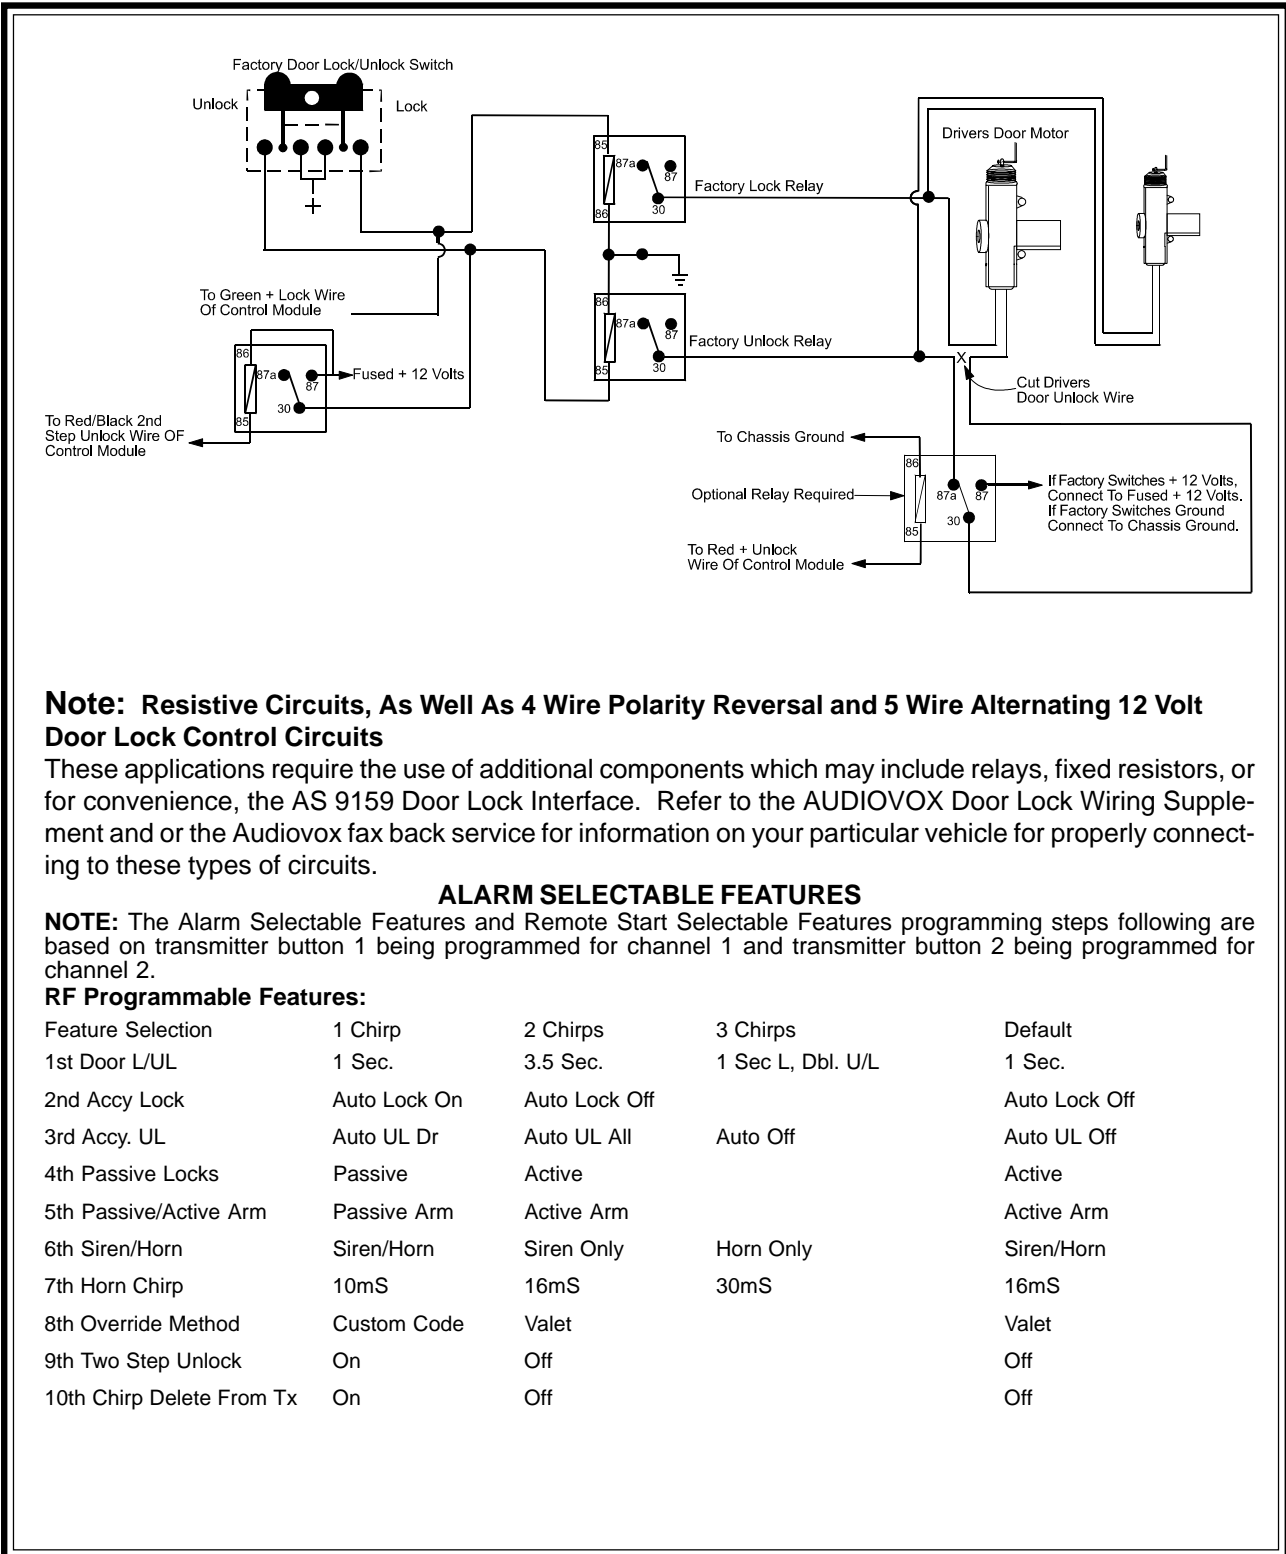 Factory Door Lock/Unlock Switch
Unlock
Lock
+
85
87a
87
86
30
Factory Lock Relay
Drivers Door Motor
To Green + Lock Wire
Of Control Module
86
87a
87
85
30
Factory Unlock Relay
X
Cut Drivers
Door Unlock Wire
86
87a
87
30
85
Fused + 12 Volts
To Red/Black 2nd
Step Unlock Wire OF
Control Module
To Chassis Ground
Optional Relay Required
86
87a
87
30
85
If Factory Switches + 12 Volts,
Connect To Fused + 12 Volts.
If Factory Switches Ground
Connect To Chassis Ground.
To Red + Unlock
Wire Of Control Module
Note: Resistive Circuits, As Well As 4 Wire Polarity Reversal and 5 Wire Alternating 12 Volt
Door Lock Control Circuits
These applications require the use of additional components which may include relays, fixed resistors, or
for convenience, the AS 9159 Door Lock Interface. Refer to the AUDIOVOX Door Lock Wiring Supple-
ment and or the Audiovox fax back service for information on your particular vehicle for properly connect-
ing to these types of circuits.
ALARM SELECTABLE FEATURES
NOTE: The Alarm Selectable Features and Remote Start Selectable Features programming steps following are
based on transmitter button 1 being programmed for channel 1 and transmitter button 2 being programmed for
channel 2.
RF Programmable Features:
Feature Selection 1 Chirp 2 Chirps 3 Chirps Default
1st Door L/UL 1 Sec. 3.5 Sec. 1 Sec L, Dbl. U/L 1 Sec.
2nd Accy Lock Auto Lock On Auto Lock Off Auto Lock Off
3rd Accy. UL Auto UL Dr Auto UL All Auto Off Auto UL Off
4th Passive Locks Passive Active Active
5th Passive/Active Arm Passive Arm Active Arm Active Arm
6th Siren/Horn Siren/Horn Siren Only Horn Only Siren/Horn
7th Horn Chirp 10mS 16mS 30mS 16mS
8th Override Method Custom Code Valet Valet
9th Two Step Unlock On Off Off
10th Chirp Delete From Tx On Off Off